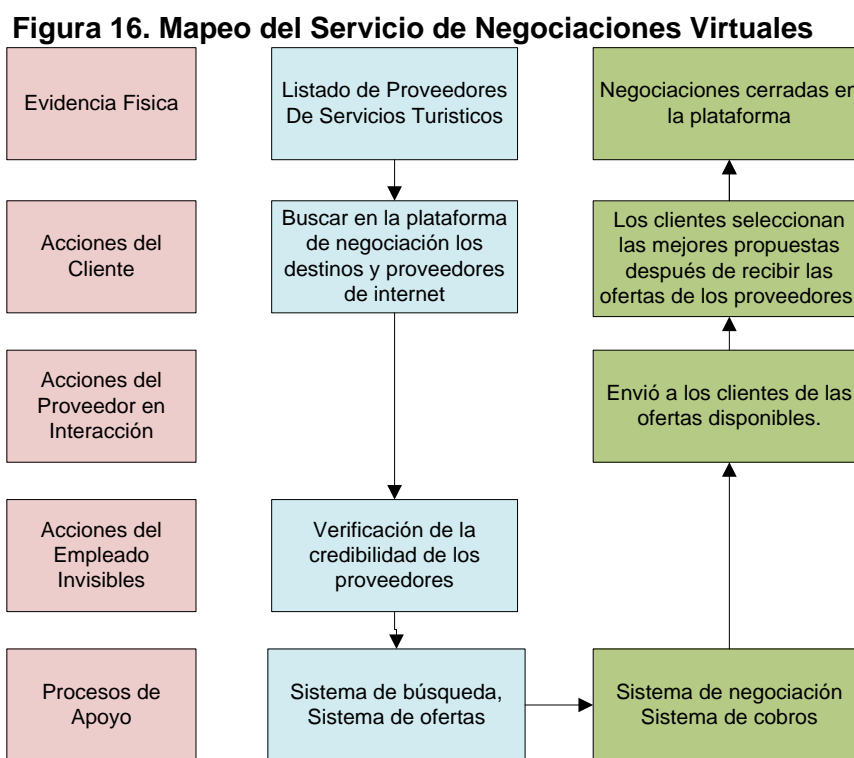 Figura 16. Mapeo del Servicio de Negociaciones Virtuales
Evidencia Fisica
Listado de Proveedores
De Servicios Turisticos
Negociaciones cerradas en
la plataforma
Acciones del
Cliente
Buscar en la plataforma
de negociación los
destinos y proveedores
de internet
Los clientes seleccionan
las mejores propuestas
después de recibir las
ofertas de los proveedores
Acciones del
Proveedor en
Interacción
Envió a los clientes de las
ofertas disponibles.
Acciones del
Empleado
Invisibles
Verificación de la
credibilidad de los
proveedores
Procesos de
Apoyo
Sistema de búsqueda,
Sistema de ofertas
Sistema de negociación
Sistema de cobros